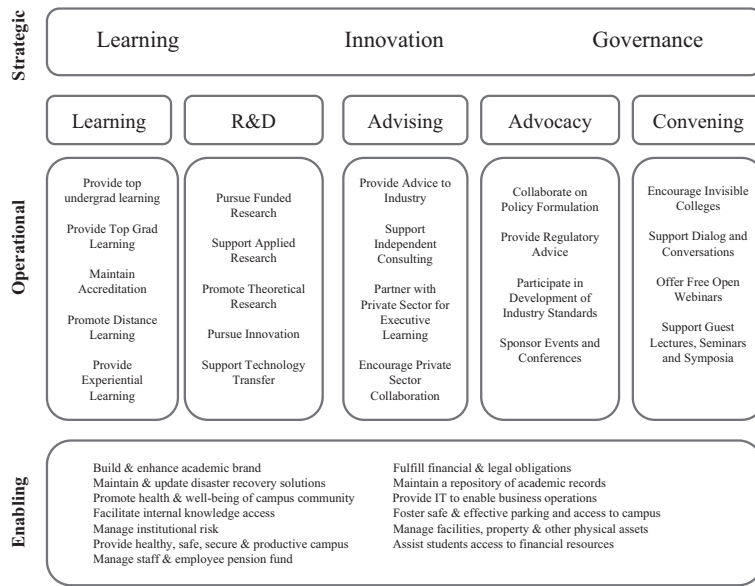 Strategic
Learning
Innovation
Governance
Operational
Learning
R&D
Advising
Advocacy
Convening
Provide top
undergrad learning
Provide Top Grad
Learning
Maintain
Accreditation
Promote Distance
Learning
Provide
Experiential
Learning
Pursue Funded
Research
Support Applied
Research
Promote Theoretical
Research
Pursue Innovation
Support Technology
Transfer
Provide Advice to
Industry
Support
Independent
Consulting
Partner with
Private Sector for
Executive
Learning
Encourage Private
Sector
Collaboration
Collaborate on
Policy Formulation
Provide Regulatory
Advice
Participate in
Development of
Industry Standards
Sponsor Events and
Conferences
Encourage Invisible
Colleges
Support Dialog and
Conversations
Offer Free Open
Webinars
Support Guest
Lectures, Seminars
and Symposia
Enabling
Build & enhance academic brand
Maintain & update disaster recovery solutions
Promote health & well-being of campus community
Facilitate internal knowledge access
Manage institutional risk
Provide healthy, safe, secure & productive campus
Manage staff & employee pension fund
Fulfill financial & legal obligations
Maintain a repository of academic records
Provide IT to enable business operations
Foster safe & effective parking and access to campus
Manage facilities, property & other physical assets
Assist students access to financial resources